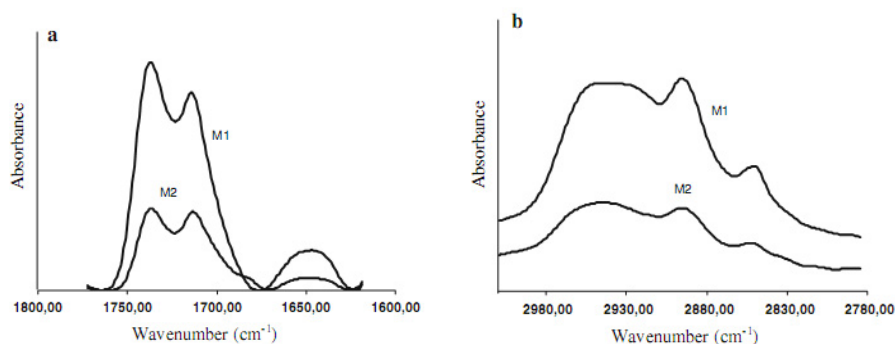 a
Absorbance
M1
M2
1800,00 1750,00 1700,00 1650,00 1600,00
Wavenumber (cm⁻¹)
b
Absorbance
M1
M2
2980,00 2930,00 2880,00 2830,00 2780,00
Wavenumber (cm⁻¹)